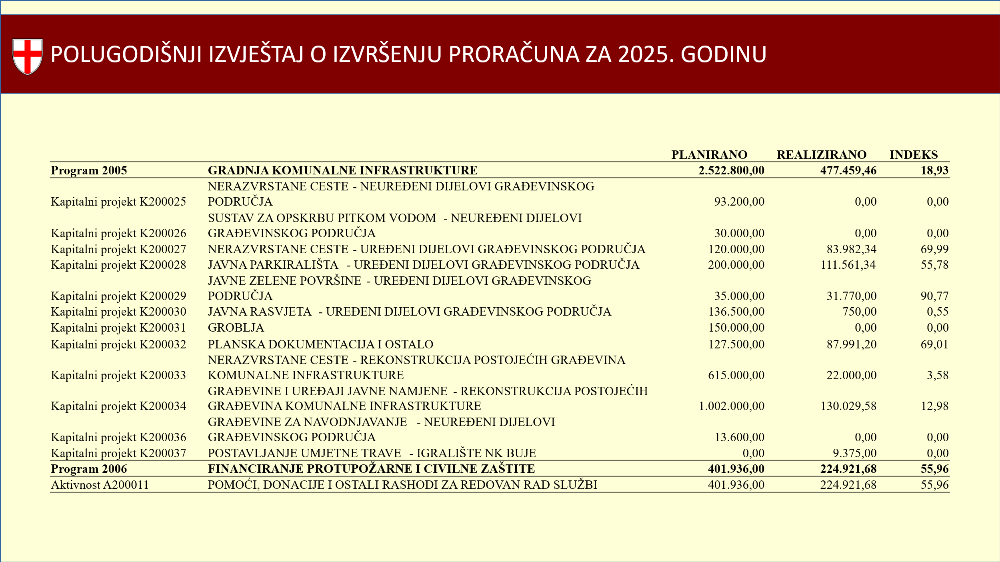 POLUGODIŠNJI IZVJEŠTAJ O IZVRŠENJU PRORAČUNA ZA 2025. GODINU
PLANIRANO REALIZIRANO INDEKS
Program 2005 GRADNJA KOMUNALNE INFRASTRUKTURE 2.522.800,00 477.459,46 18,93
NERAZVRSTANE CESTE - NEUREĐENI DIJELOVI GRAĐEVINSKOG
Kapitalni projekt K200025 PODRUČJA 93.200,00 0,00 0,00
SUSTAV ZA OPSKRBU PITKOM VODOM - NEUREĐENI DIJELOVI
Kapitalni projekt K200026 GRAĐEVINSKOG PODRUČJA 30.000,00 0,00 0,00
Kapitalni projekt K200027 NERAZVRSTANE CESTE - UREĐENI DIJELOVI GRAĐEVINSKOG PODRUČJA 120.000,00 83.982,34 69,99
Kapitalni projekt K200028 JAVNA PARKIRALIŠTA - UREĐENI DIJELOVI GRAĐEVINSKOG PODRUČJA 200.000,00 111.561,34 55,78
JAVNE ZELENE POVRŠINE - UREĐENI DIJELOVI GRAĐEVINSKOG
Kapitalni projekt K200029 PODRUČJA 35.000,00 31.770,00 90,77
Kapitalni projekt K200030 JAVNA RASVJETA - UREĐENI DIJELOVI GRAĐEVINSKOG PODRUČJA 136.500,00 750,00 0,55
Kapitalni projekt K200031 GROBLJA 150.000,00 0,00 0,00
Kapitalni projekt K200032 PLANSKA DOKUMENTACIJA I OSTALO 127.500,00 87.991,20 69,01
NERAZVRSTANE CESTE - REKONSTRUKCIJA POSTOJEĆIH GRAĐEVINA
Kapitalni projekt K200033 KOMUNALNE INFRASTRUKTURE 615.000,00 22.000,00 3,58
GRAĐEVINE I UREĐAJI JAVNE NAMJENE - REKONSTRUKCIJA POSTOJEĆIH
Kapitalni projekt K200034 GRAĐEVINA KOMUNALNE INFRASTRUKTURE 1.002.000,00 130.029,58 12,98
GRAĐEVINE ZA NAVODNJAVANJE - NEUREĐENI DIJELOVI
Kapitalni projekt K200036 GRAĐEVINSKOG PODRUČJA 13.600,00 0,00 0,00
Kapitalni projekt K200037 POSTAVLJANJE UMJETNE TRAVE - IGRALIŠTE NK BUJE 0,00 9.375,00 0,00
Program 2006 FINANCIRANJE PROTUPOŽARNE I CIVILNE ZAŠTITE 401.936,00 224.921,68 55,96
Aktivnost A200011 POMOĆI, DONACIJE I OSTALI RASHODI ZA REDOVAN RAD SLUŽBI 401.936,00 224.921,68 55,96